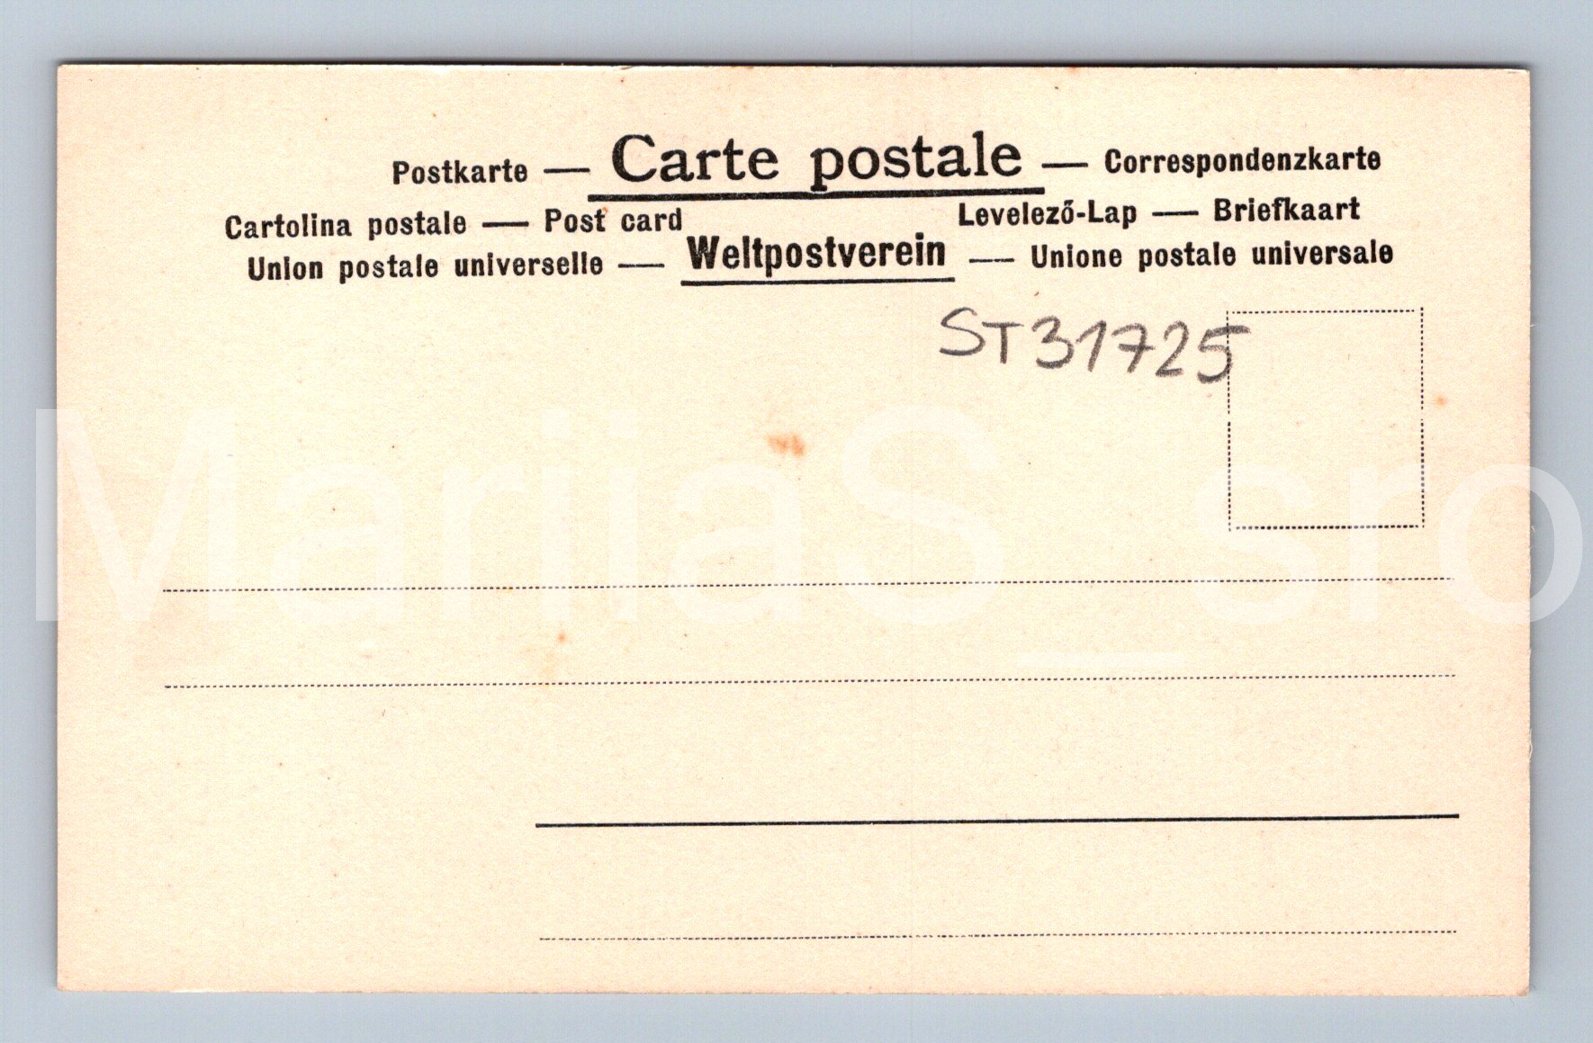 Postkarte — Carte postale — Correspondenzkarte
Cartolina postale — Post card Levelező-Lap — Briefkaart
Union postale universelle — Weltpostverein — Unione postale universale
ST31725
MariiaS_sro